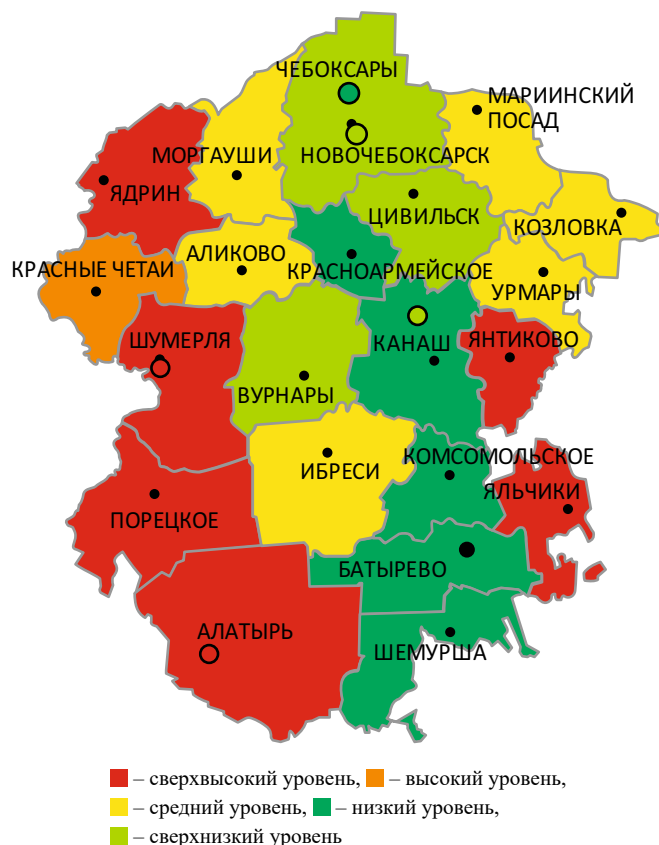 ЧЕБОКСАРЫ
МАРИИНСКИЙ
ПОСАД
МОРГАУШИ
НОВОЧЕБОКСАРСК
ЯДРИН
ЦИВИЛЬСК
КОЗЛОВКА
АЛИКОВО
КРАСНЫЕ ЧЕТАИ
КРАСНОАРМЕЙСКОЕ
УРМАРЫ
ШУМЕРЛЯ
КАНАШ
ЯНТИКОВО
ВУРНАРЫ
КОМСОМОЛЬСКОЕ
ИБРЕСИ
ЯЛЬЧИКИ
ПОРЕЦКОЕ
БАТЫРЕВО
АЛАТЫРЬ
ШЕМУРША
– сверхвысокий уровень, – высокий уровень,
– средний уровень, – низкий уровень,
– сверхнизкий уровень